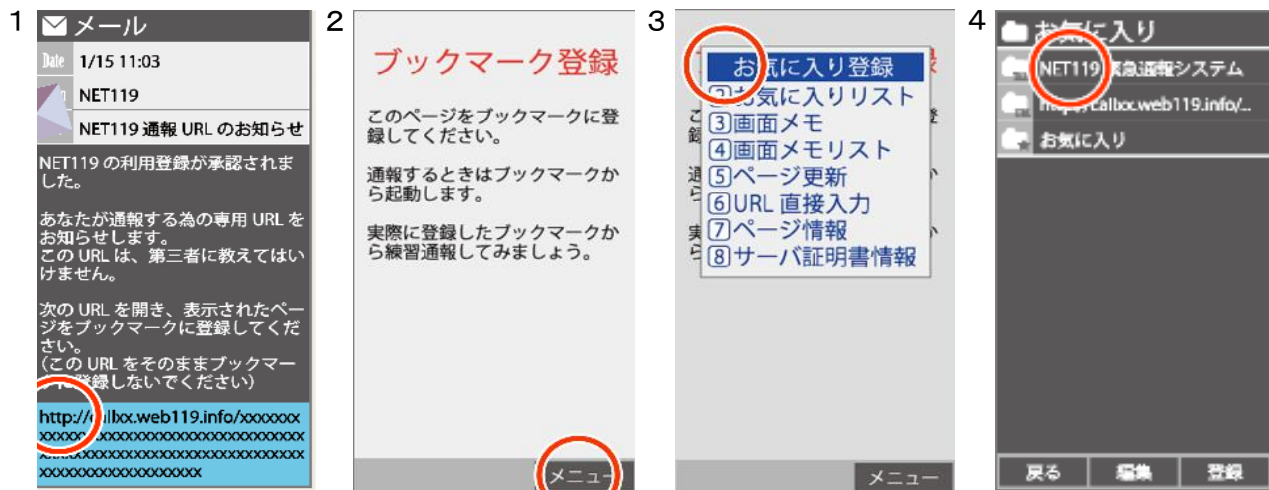 1
メール
Date 1/15 11:03
NET119
NET119 通報 URL のお知らせ
NET119 の利用登録が承認されま
した。
あなたが通報する為の専用 URL を
お知らせします。
この URL は、第三者に教えてはい
けません。
次の URL を開き、表示されたペー
ジをブックマークに登録してくだ
さい。
（この URL をそのままブックマー
クに登録しないでください）
http://callxx.web119.info/xxxxxxx
xxxxxxxxxxxxxxxxxxxxxxxxxxxxxx
xxxxxxxxxxxxxxxxxxxxxxxxxxxxxx
xxxxxxxxxxxxxxxxxx
2
ブックマーク登録
このページをブックマークに登
録してください。
通報するときはブックマークか
ら起動します。
実際に登録したブックマークか
ら練習通報してみましょう。
メニュー
3
お気に入り登録
2お気に入りリスト
3画面メモ
4画面メモリスト
5ページ更新
6URL 直接入力
7ページ情報
8サーバ証明書情報
メニュー
4
お気に入り
NET119 緊急通報システム
http://callxx.web119.info/...
お気に入り
戻る 編集 登録